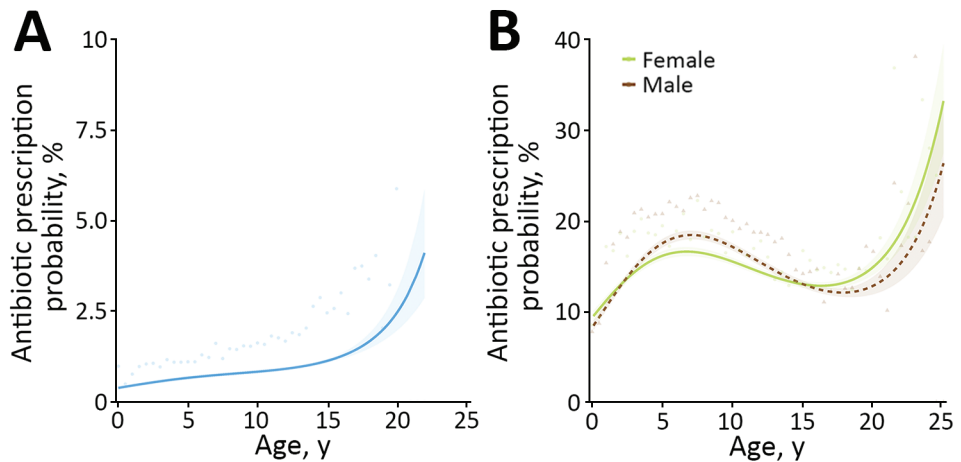 A
Antibiotic prescription
probability, %
10
7.5
5.0
2.5
0
0 5 10 15 20 25
Age, y
B
Antibiotic prescription
probability, %
40
30
20
10
0
Female
Male
0 5 10 15 20 25
Age, y